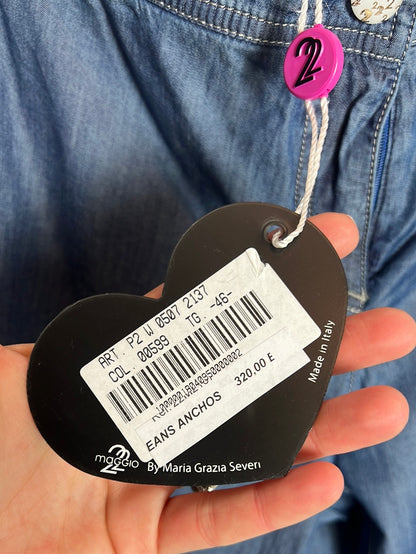 2
ART. P2 W 0507 2137
COL. 00599 TG. -46-
EANS ANCHOS 320.00 E
Made in Italy
22 maggio By Maria Grazia Severi